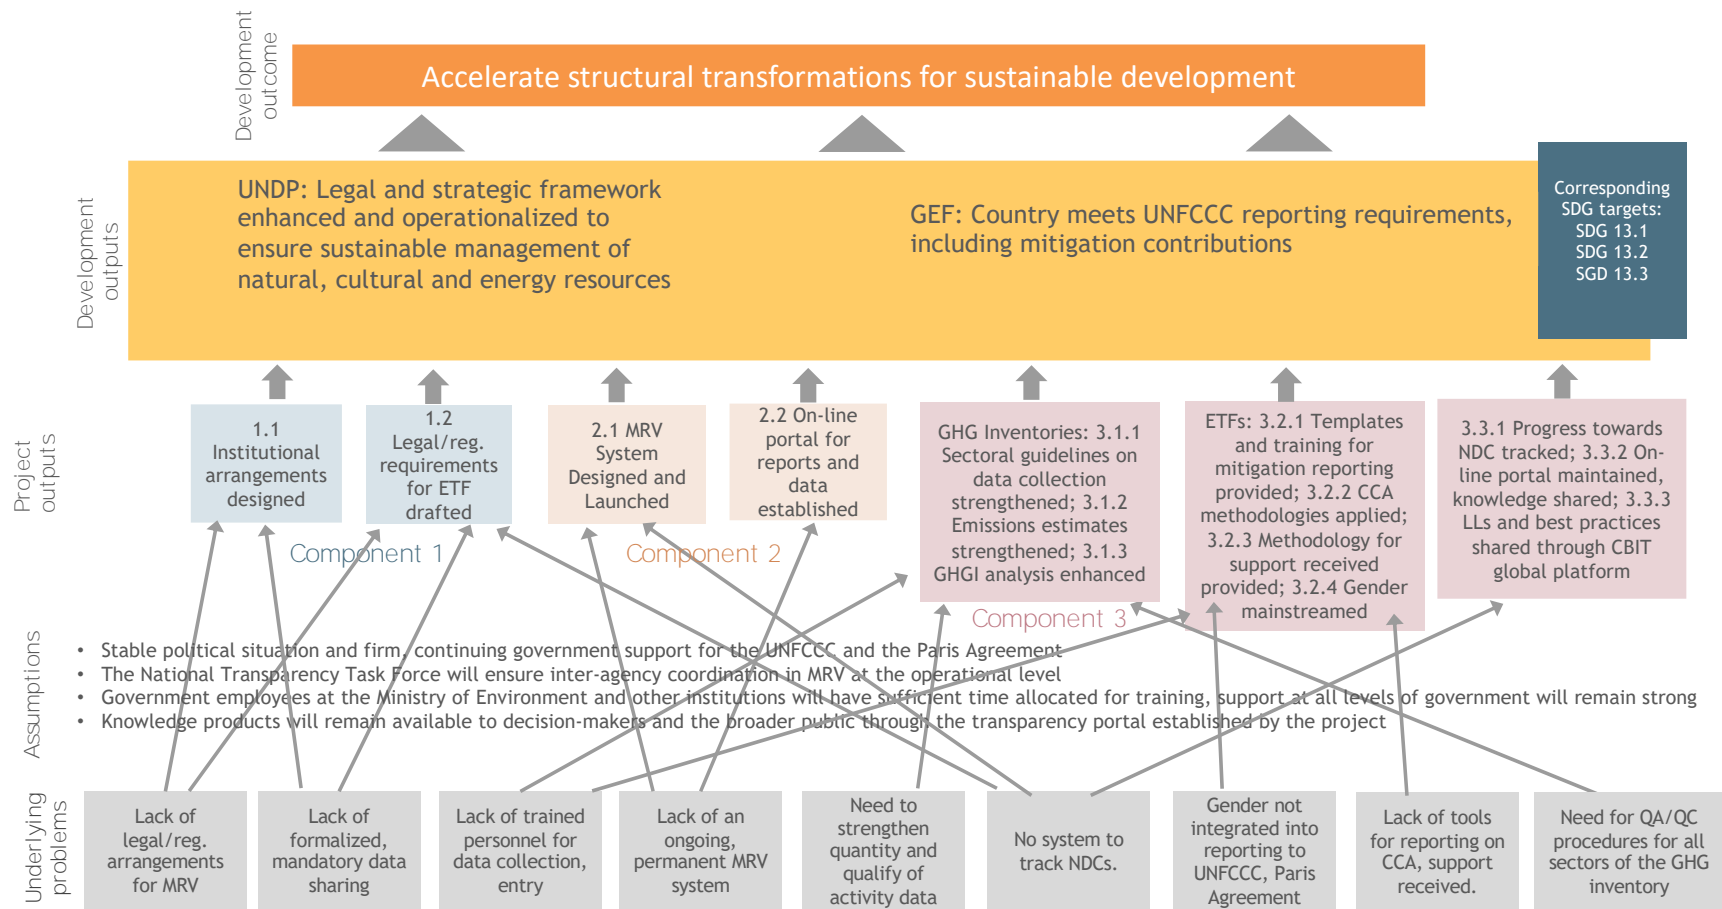 Development
outcome
Accelerate structural transformations for sustainable development
Development
outputs
UNDP: Legal and strategic framework
enhanced and operationalized to
ensure sustainable management of
natural, cultural and energy resources
GEF: Country meets UNFCCC reporting requirements,
including mitigation contributions
Corresponding
SDG targets:
SDG 13.1
SDG 13.2
SGD 13.3
Project
outputs
1.1
Institutional
arrangements
designed
1.2
Legal/reg.
requirements
for ETF
drafted
Component 1
2.1 MRV
System
Designed and
Launched
2.2 On-line
portal for
reports and
data
established
Component 2
GHG Inventories: 3.1.1
Sectoral guidelines on
data collection
strengthened; 3.1.2
Emissions estimates
strengthened; 3.1.3
GHGI analysis enhanced
ETFs: 3.2.1 Templates
and training for
mitigation reporting
provided; 3.2.2 CCA
methodologies applied;
3.2.3 Methodology for
support received
provided; 3.2.4 Gender
mainstreamed
3.3.1 Progress towards
NDC tracked; 3.3.2 On-
line portal maintained,
knowledge shared; 3.3.3
LLs and best practices
shared through CBIT
global platform
Component 3
Assumptions
• Stable political situation and firm, continuing government support for the UNFCCC and the Paris Agreement
• The National Transparency Task Force will ensure inter-agency coordination in MRV at the operational level
• Government employees at the Ministry of Environment and other institutions will have sufficient time allocated for training, support at all levels of government will remain strong
• Knowledge products will remain available to decision-makers and the broader public through the transparency portal established by the project
Underlying
problems
Lack of
legal/reg.
arrangements
for MRV
Lack of
formalized,
mandatory data
sharing
Lack of trained
personnel for
data collection,
entry
Lack of an
ongoing,
permanent MRV
system
Need to
strengthen
quantity and
qualify of
activity data
No system to
track NDCs.
Gender not
integrated into
reporting to
UNFCCC, Paris
Agreement
Lack of tools
for reporting on
CCA, support
received.
Need for QA/QC
procedures for all
sectors of the GHG
inventory